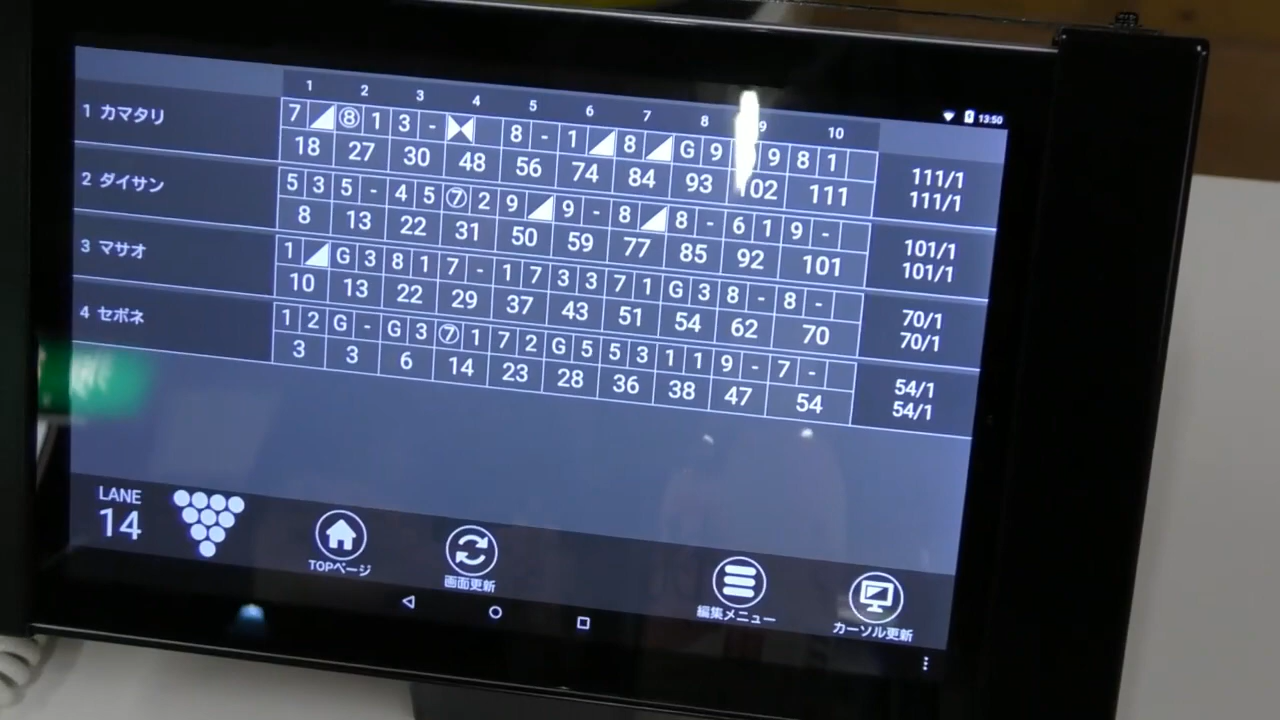 13:50
1 2 3 4 5 6 7 8 9 10
1 カマタリ 7 ⑧ 1 3 - 8 - 1 8 G 9 9 8 1
18 27 30 48 56 74 84 93 102 111 111/1 111/1
2 ダイサン 5 3 5 - 4 5 ⑦ 2 9 9 - 8 8 - 6 1 9 -
8 13 22 31 50 59 77 85 92 101 101/1 101/1
3 マサオ 1 G 3 8 1 7 - 1 7 3 3 7 1 G 3 8 - 8 -
10 13 22 29 37 43 51 54 62 70 70/1 70/1
4 セボネ 1 2 G - G 3 ⑦ 1 7 2 G 5 5 3 1 1 9 - 7 -
3 3 6 14 23 28 36 38 47 54 54/1 54/1
LANE
14
TOPページ
画面更新
編集メニュー
カーソル更新